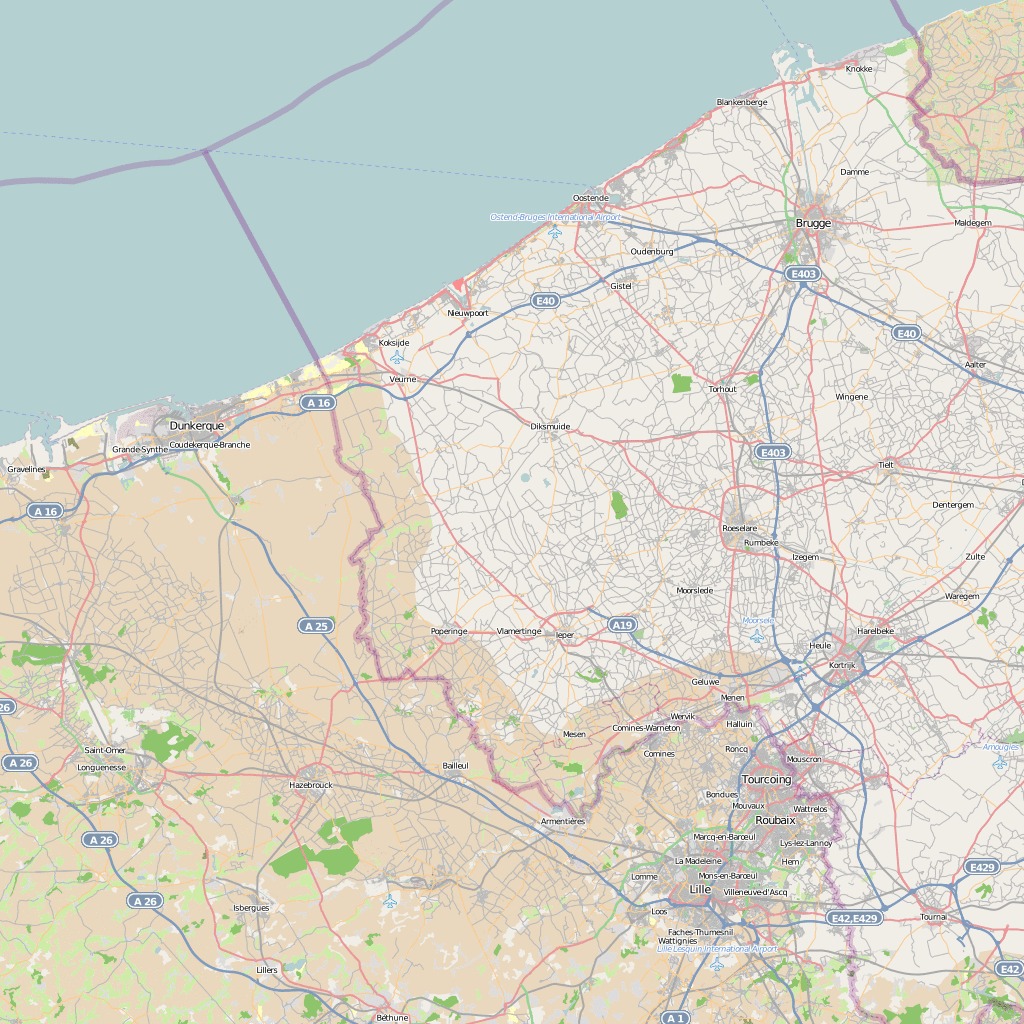 Knokke
Blankenberge
Damme
Oostende
Ostend-Bruges International Airport
Brugge
Maldegem
Oudenburg
E403
Gistel
E40
Nieuwpoort
E40
Koksijde
Aalter
Veurne
Torhout
Wingene
A 16
Dunkerque
Diksmuide
Coudekerque-Branche
Grande-Synthe
E403
Gravelines
Tielt
A 16
Dentergem
Roeselare
Rumbeke
Izegem
Zulte
Moorslede
Waregem
A 25
A19
Moorsele
Poperinge
Vlamertinge
Ieper
Harelbeke
Heule
Kortrijk
Geluwe
Menen
26
Wervik
Halluin
Comines-Warneton
Mesen
Saint-Omer
Comines
Roncq
Amougies
Mouscron
A 26
Longuenesse
Bailleul
Tourcoing
Hazebrouck
Bondues
Mouvaux
Wattrelos
Armentières
Roubaix
A 26
Marcq-en-Barœul
Lys-lez-Lannoy
La Madeleine
Hem
E429
Lomme
Mons-en-Barœul
Lille
Villeneuve-d'Ascq
A 26
Isbergues
Loos
E42,E429
Tournai
Faches-Thumesnil
Wattignies
Lille Lesquin International Airport
Lillers
E42
Béthune
A 1